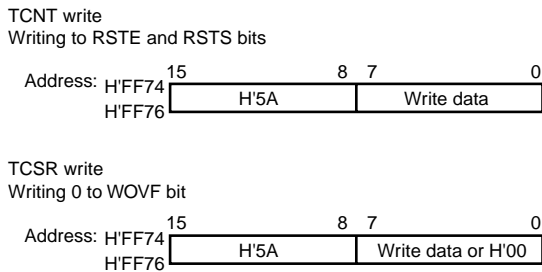 TCNT write
Writing to RSTE and RSTS bits
15 8 7 0
Address: H'FF74
H'5A Write data
H'FF76
TCSR write
Writing 0 to WOVF bit
15 8 7 0
Address: H'FF74
H'5A Write data or H'00
H'FF76